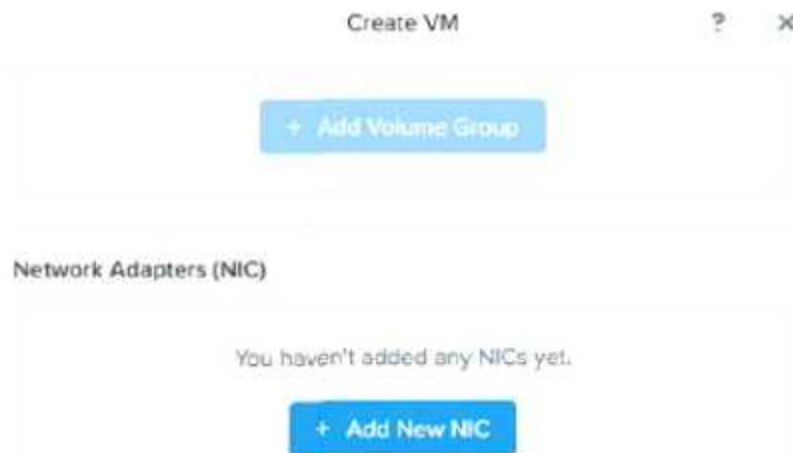 Create VM ? ×
+ Add Volume Group
Network Adapters (NIC)
You haven't added any NICs yet.
+ Add New NIC